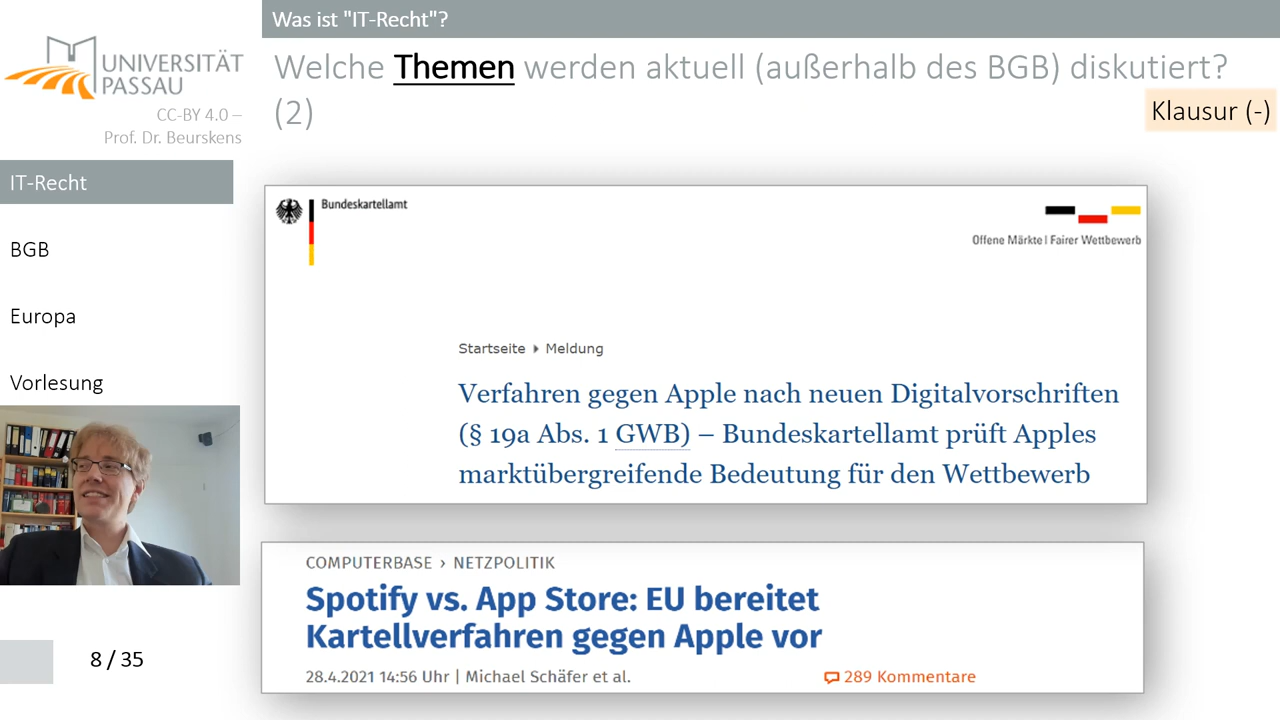 Was ist "IT-Recht"?
UNIVERSITÄT
PASSAU
CC-BY 4.0 –
Prof. Dr. Beurskens
Welche Themen werden aktuell (außerhalb des BGB) diskutiert?
(2)
Klausur (-)
IT-Recht
BGB
Europa
Vorlesung
8 / 35
Bundeskartellamt
Offene Märkte | Fairer Wettbewerb
Startseite Meldung
Verfahren gegen Apple nach neuen Digitalvorschriften
(§ 19a Abs. 1 GWB) – Bundeskartellamt prüft Apples
marktübergreifende Bedeutung für den Wettbewerb
COMPUTERBASE › NETZPOLITIK
Spotify vs. App Store: EU bereitet
Kartellverfahren gegen Apple vor
28.4.2021 14:56 Uhr | Michael Schäfer et al.
289 Kommentare